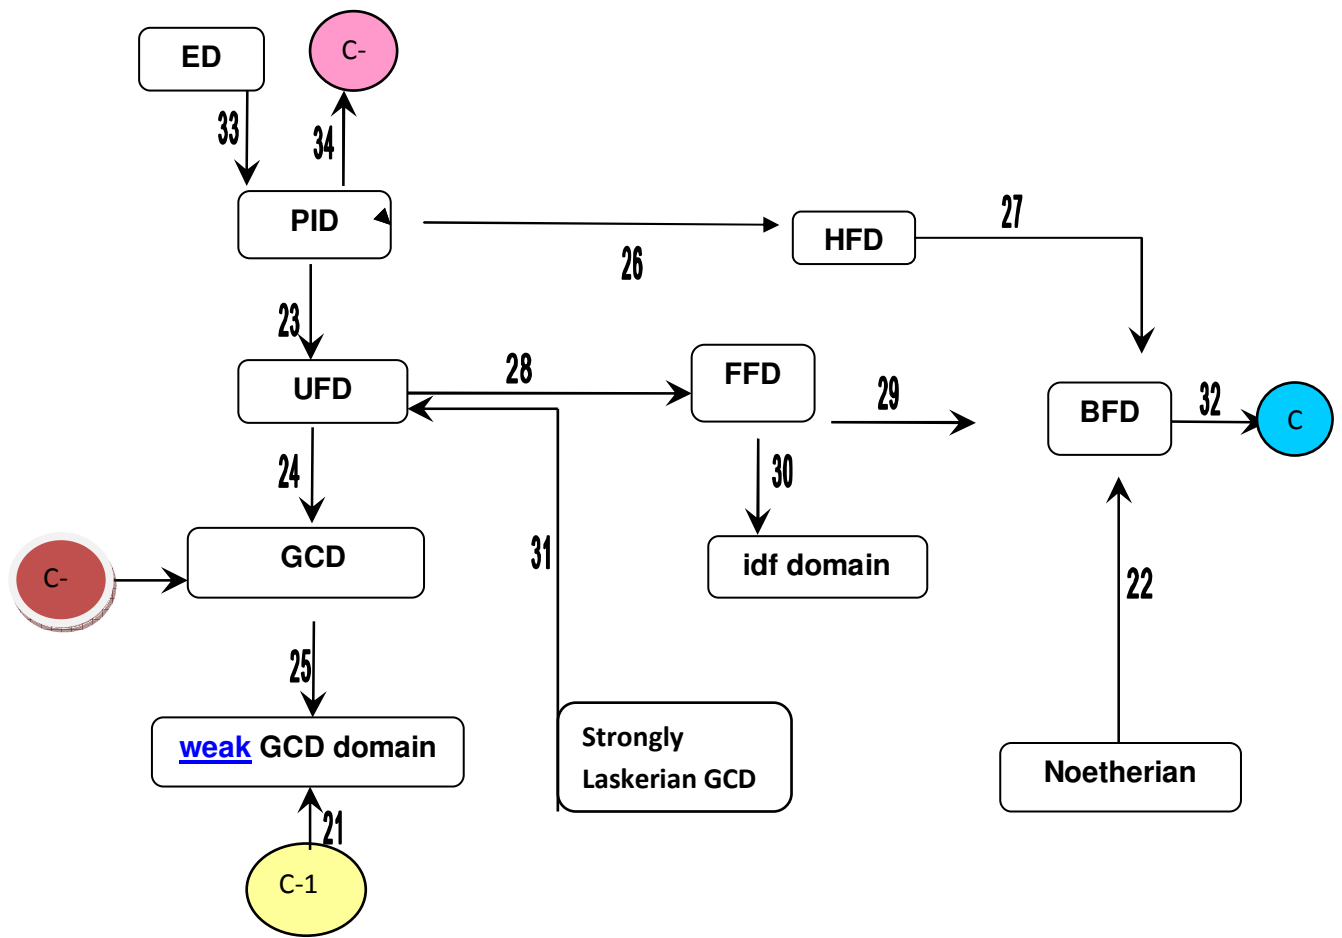 ED
C-
33
34
PID
HFD
27
26
23
UFD
28
FFD
29
BFD
32
C
24
30
GCD
31
idf domain
C-
22
25
weak GCD domain
Strongly
Laskerian GCD
Noetherian
21
C-1